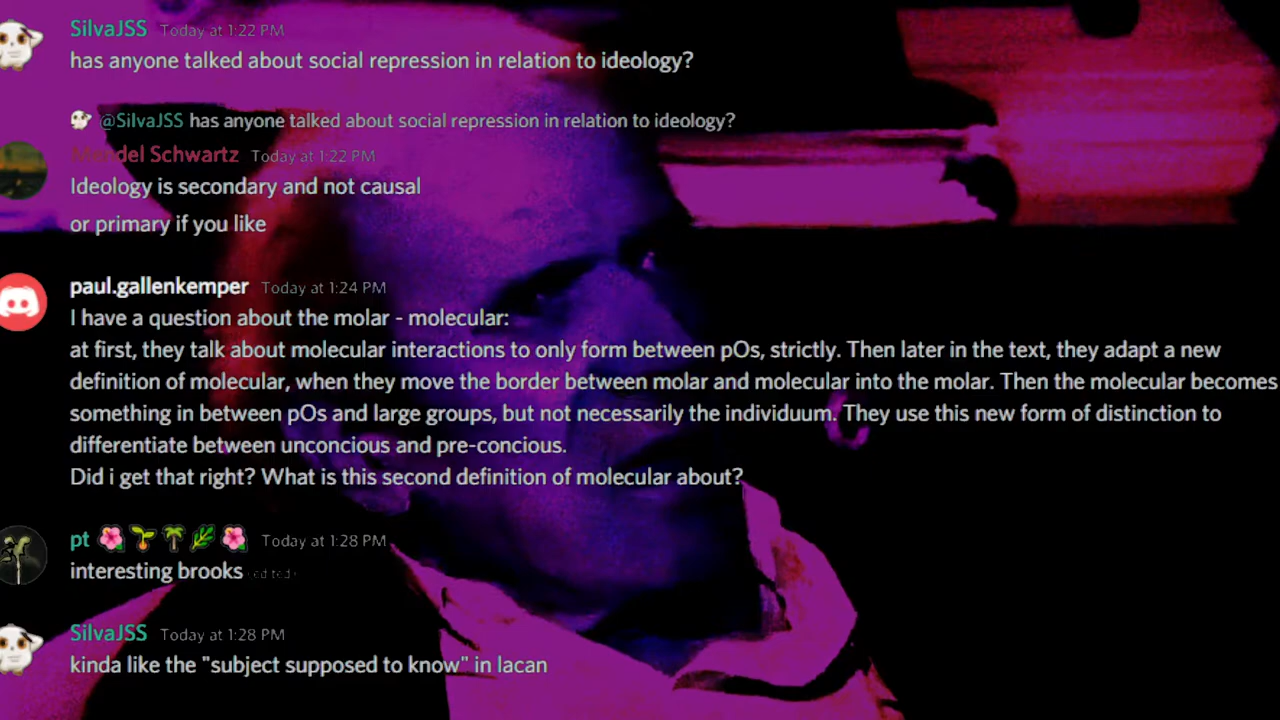 SilvaJSS Today at 1:22 PM
has anyone talked about social repression in relation to ideology?
@SilvaJSS has anyone talked about social repression in relation to ideology?
Mendel Schwartz Today at 1:22 PM
Ideology is secondary and not causal
or primary if you like
paul.gallenkemper Today at 1:24 PM
I have a question about the molar - molecular:
at first, they talk about molecular interactions to only form between pOs, strictly. Then later in the text, they adapt a new
definition of molecular, when they move the border between molar and molecular into the molar. Then the molecular becomes
something in between pOs and large groups, but not necessarily the individuum. They use this new form of distinction to
differentiate between unconcious and pre-concious.
Did i get that right? What is this second definition of molecular about?
pt 🌺 🌱 🌴 🌿 🌺 Today at 1:28 PM
interesting brooks (edited)
SilvaJSS Today at 1:28 PM
kinda like the "subject supposed to know" in lacan